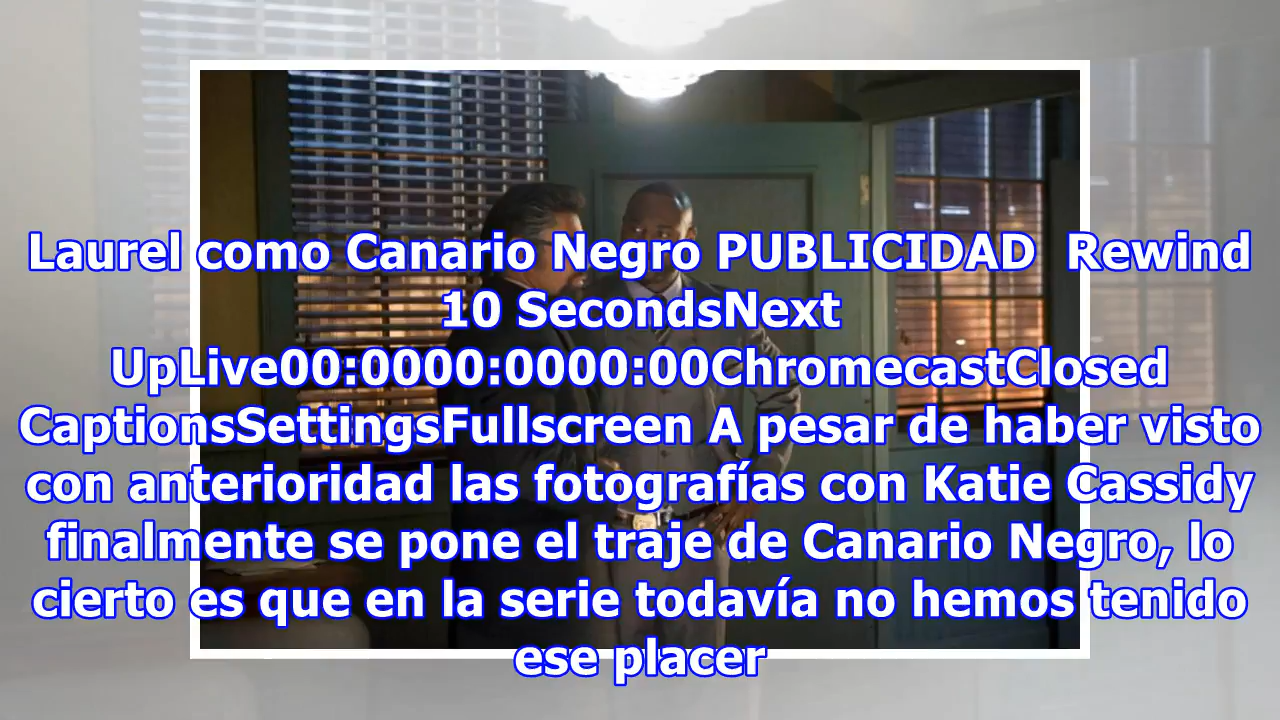 Laurel como Canario Negro PUBLICIDAD  Rewind
10 SecondsNext
UpLive00:0000:0000:00ChromecastClosed
CaptionsSettingsFullscreen A pesar de haber visto
con anterioridad las fotografías con Katie Cassidy
finalmente se pone el traje de Canario Negro, lo
cierto es que en la serie todavía no hemos tenido
ese placer